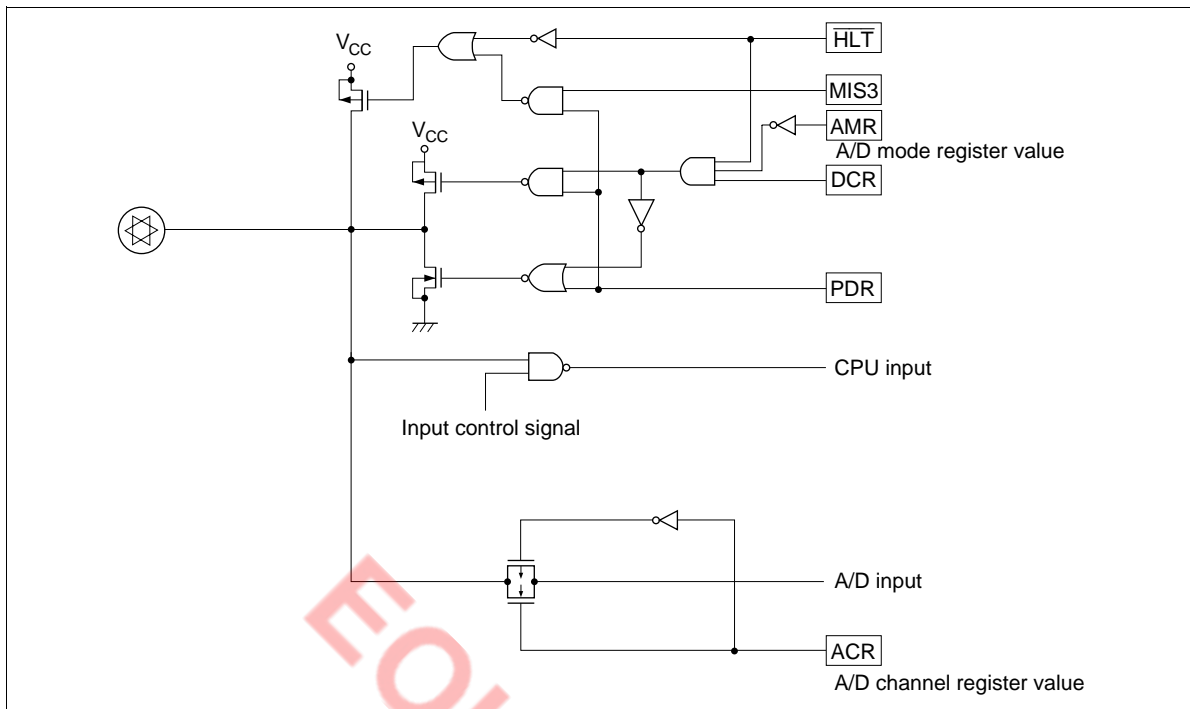 HLT
VCC
MIS3
AMR
A/D mode register value
VCC
DCR
PDR
CPU input
Input control signal
A/D input
ACR
A/D channel register value